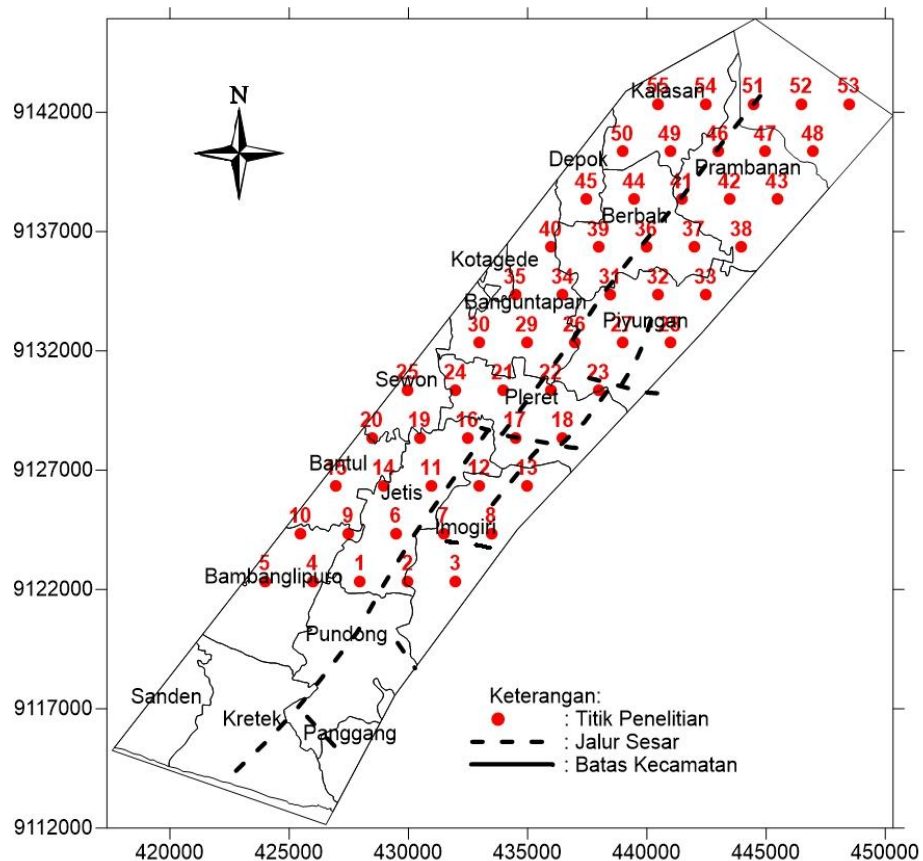 N
55 54 51 52 53
Kalasan
9142000
50 49 46 47 48
Depok
Prambanan
45 44 41 42 43
Berbah
9137000
40 39 36 37 38
Kotagede
35 34 31 32 33
Banguntapan
Piyungan
30 29 26 27 28
9132000
Sewon
25 24 21 22 23
Pleret
20 19 16 17 18
9127000
Bantul
15 14 11 12 13
Jetis
10 9 6 7 8
Imogiri
5 4 1 2 3
Bambanglipuro
9122000
Pundong
Sanden
Kretek
Panggang
9117000
Keterangan:
: Titik Penelitian
: Jalur Sesar
: Batas Kecamatan
9112000
420000 425000 430000 435000 440000 445000 450000